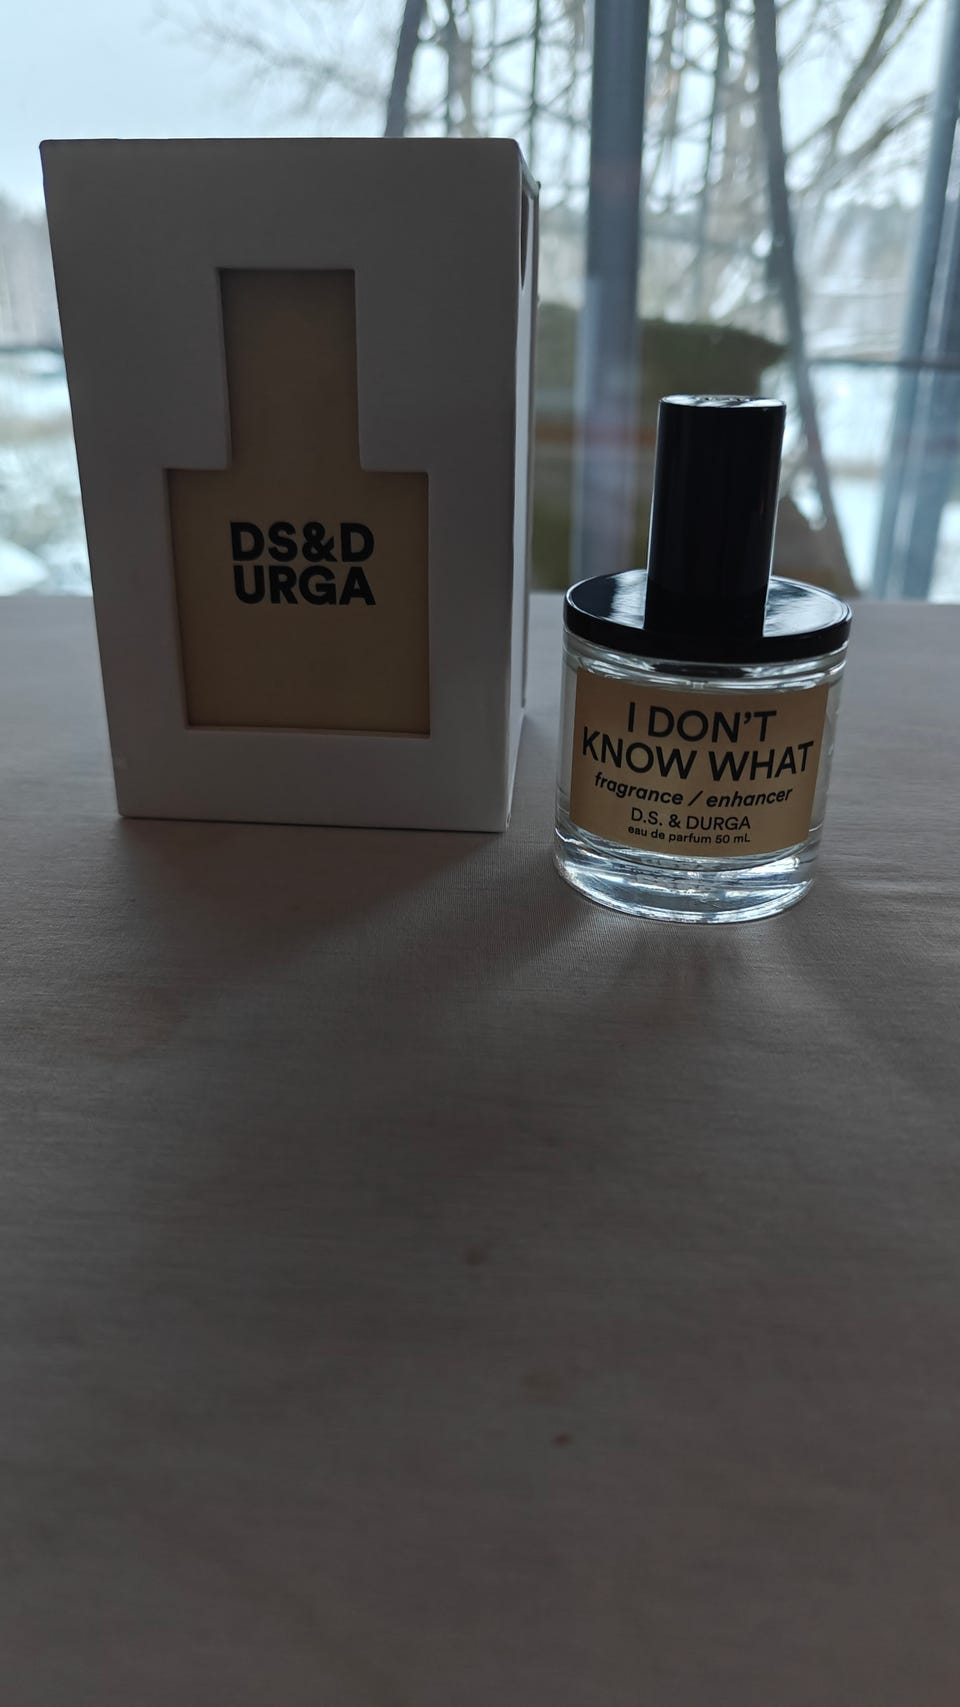 DS&D
URGA
I DON'T
KNOW WHAT
fragrance / enhancer
D.S. & DURGA
eau de parfum 50 mL